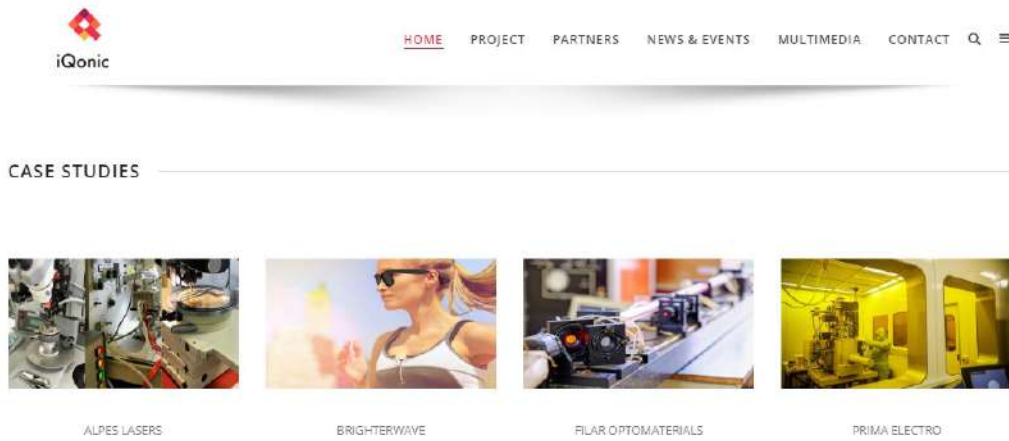 iQonic
HOME PROJECT PARTNERS NEWS & EVENTS MULTIMEDIA CONTACT
CASE STUDIES
ALPES LASERS BRIGHTERWAVE FILAR OPTOMATERIALS PRIMA ELECTRO